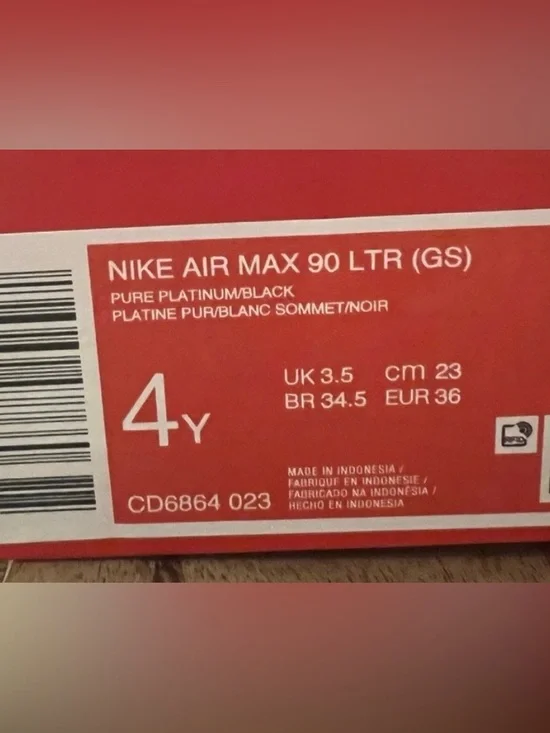 NIKE AIR MAX 90 LTR (GS)
PURE PLATINUM/BLACK
PLATINE PUR/BLANC SOMMET/NOIR
4Y
UK 3.5 cm 23
BR 34.5 EUR 36
CD6864 023
MADE IN INDONESIA /
FABRIQUE EN INDONESIE /
FABRICADO NA INDONÉSIA /
HECHO EN INDONESIA
RFID